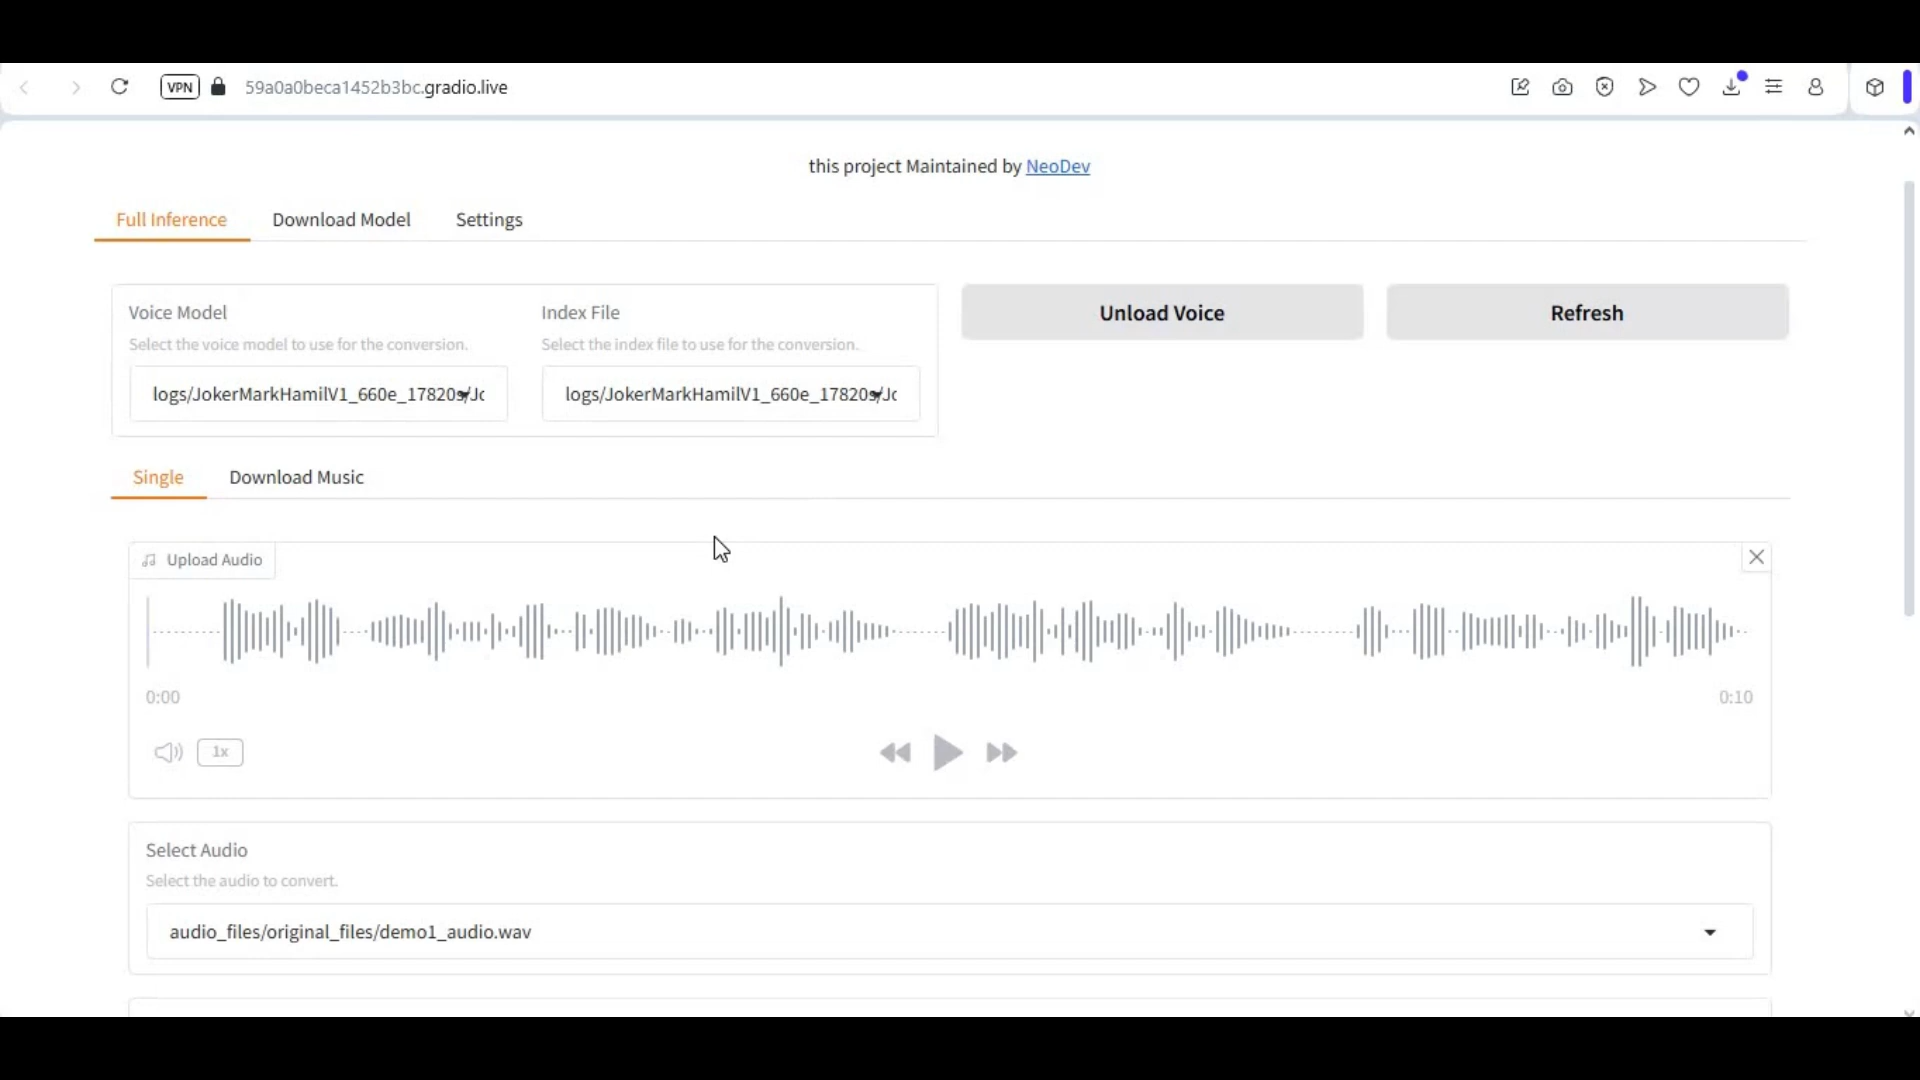 VPN 59a0a0beca1452b3bc.gradio.live
this project Maintained by NeoDev
Full Inference Download Model Settings
Voice Model Index File Unload Voice Refresh
Select the voice model to use for the conversion. Select the index file to use for the conversion.
logs/JokerMarkHamilV1_660e_17820s/Jc logs/JokerMarkHamilV1_660e_17820s/Jc
Single Download Music
Upload Audio
0:00 0:10
1x
Select Audio
Select the audio to convert.
audio_files/original_files/demo1_audio.wav